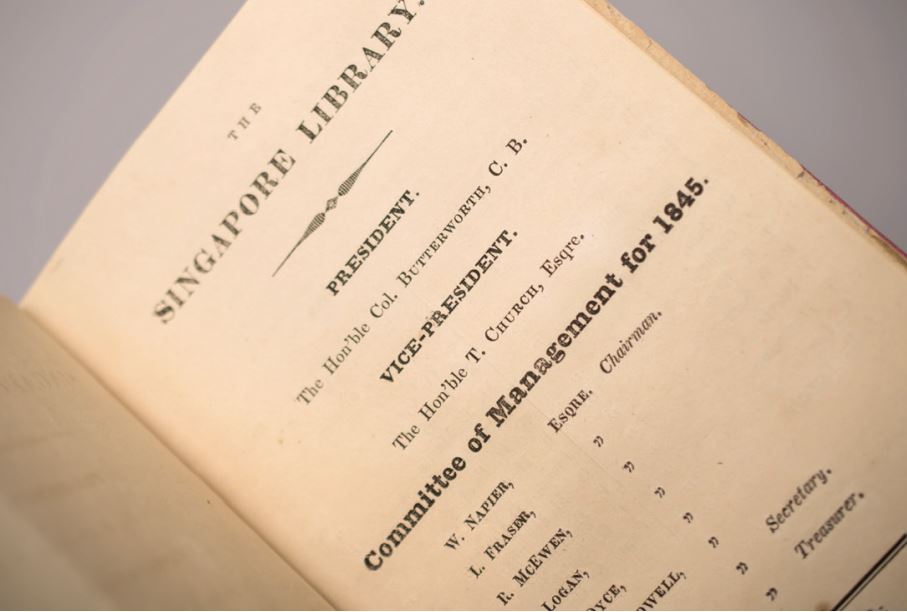 THE
SINGAPORE LIBRARY.
PRESIDENT.
The Hon'ble Col. BUTTERWORTH, C. B.
VICE-PRESIDENT.
The Hon'ble T. CHURCH, Esqre.
Committee of Management for 1845.
W. NAPIER, ESQRE. Chairman.
L. FRASER, „
R. McEWEN, „
LOGAN, „
„
„ Secretary.
„ Treasurer.